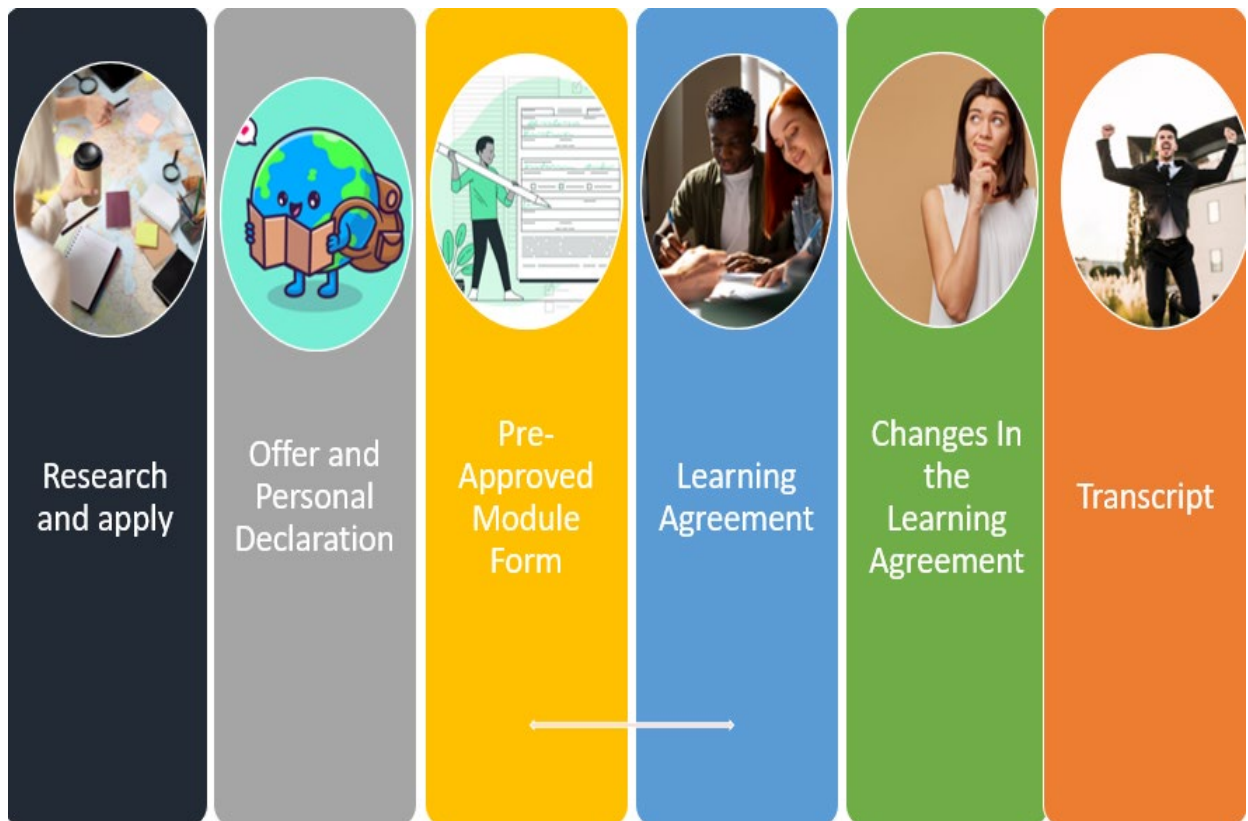 Research
and apply
Offer and
Personal
Declaration
Pre-
Approved
Module
Form
Learning
Agreement
Changes In
the
Learning
Agreement
Transcript